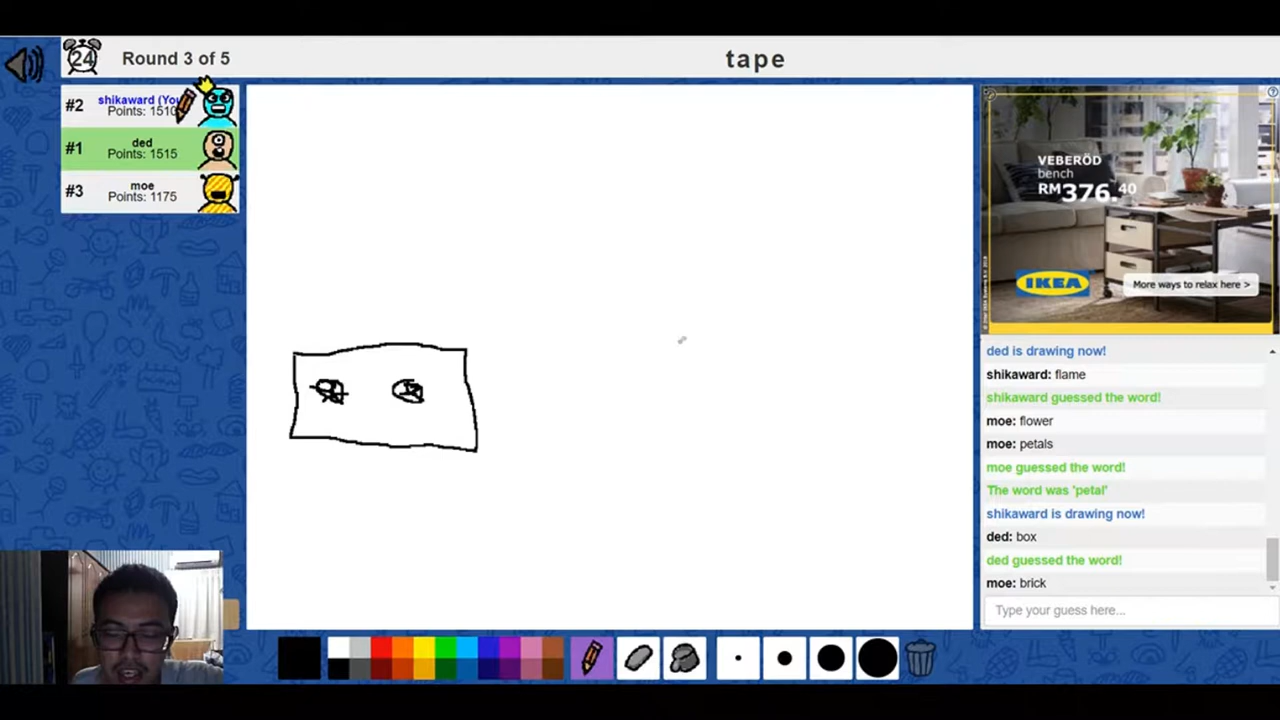 24
Round 3 of 5
tape
#2
shikaward (You
Points: 1510
#1
ded
Points: 1515
#3
moe
Points: 1175
VEBERÖD
bench
RM376.40
IKEA
More ways to relax here >
ded is drawing now!
shikaward: flame
shikaward guessed the word!
moe: flower
moe: petals
moe guessed the word!
The word was 'petal'
shikaward is drawing now!
ded: box
ded guessed the word!
moe: brick
Type your guess here...